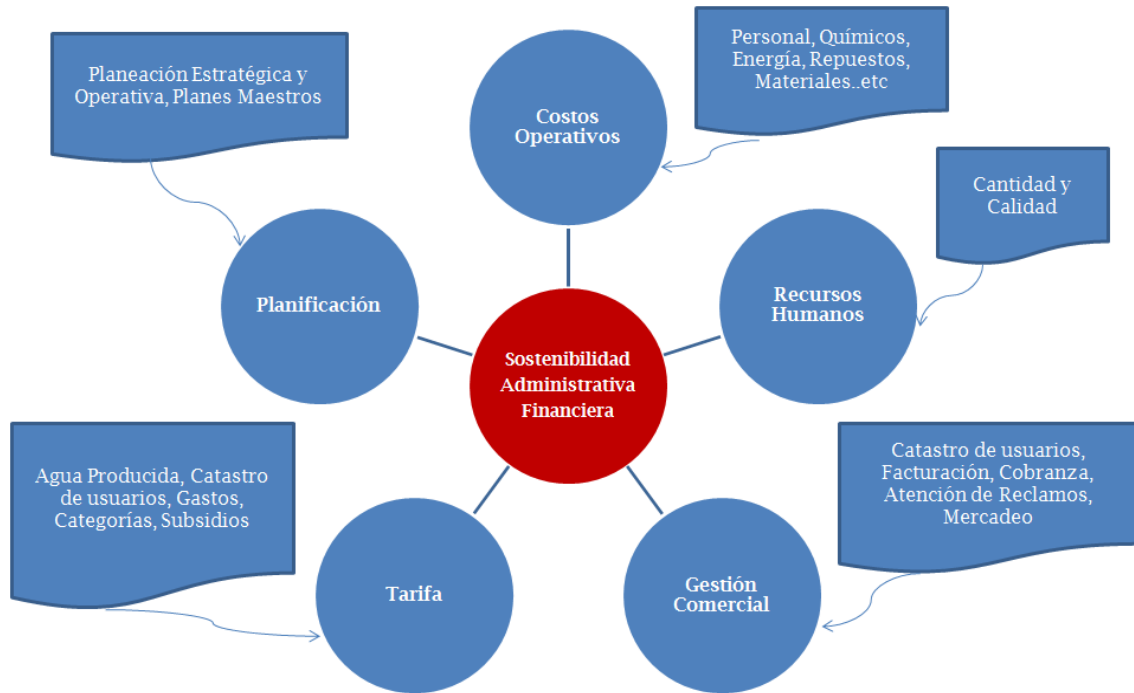 Personal, Químicos,
Energía, Repuestos,
Materiales..etc
Planeación Estratégica y
Operativa, Planes Maestros
Costos
Operativos
Cantidad y
Calidad
Planificación
Recursos
Humanos
Sostenibilidad
Administrativa
Financiera
Agua Producida, Catastro
de usuarios, Gastos,
Categorías, Subsidios
Catastro de usuarios,
Facturación, Cobranza,
Atención de Reclamos,
Mercadeo
Tarifa
Gestión
Comercial